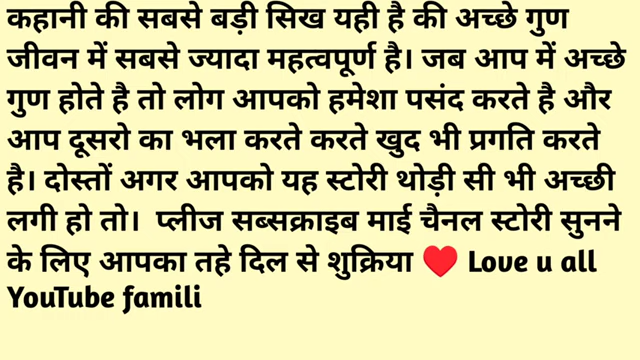 कहानी की सबसे बड़ी सिख यही है की अच्छे गुण
जीवन में सबसे ज्यादा महत्वपूर्ण है। जब आप में अच्छे
गुण होते है तो लोग आपको हमेशा पसंद करते है और
आप दूसरो का भला करते करते खुद भी प्रगति करते
है। दोस्तों अगर आपको यह स्टोरी थोड़ी सी भी अच्छी
लगी हो तो।  प्लीज सब्सक्राइब माई चैनल स्टोरी सुनने
के लिए आपका तहे दिल से शुक्रिया ❤️ Love u all
YouTube famili